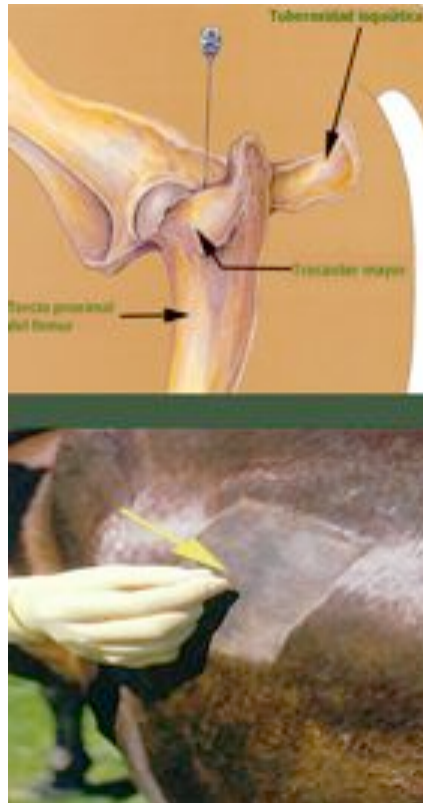 Tuberosidad isquiática
Trocánter mayor
Tercio proximal
del fémur